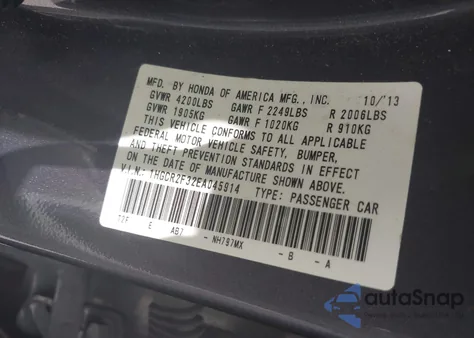 MFD. BY HONDA OF AMERICA MFG., INC. 10/'13
GVWR 4200LBS GAWR F 2249LBS R 2006LBS
GVWR 1905KG GAWR F 1020KG R 910KG
THIS VEHICLE CONFORMS TO ALL APPLICABLE
FEDERAL MOTOR VEHICLE SAFETY, BUMPER,
AND THEFT PREVENTION STANDARDS IN EFFECT
ON THE DATE OF MANUFACTURE SHOWN ABOVE.
V.I.N. 1HGCR2F32EA045914 TYPE: PASSENGER CAR
T2F E AB7 NH797MX - B - A
autoSnap